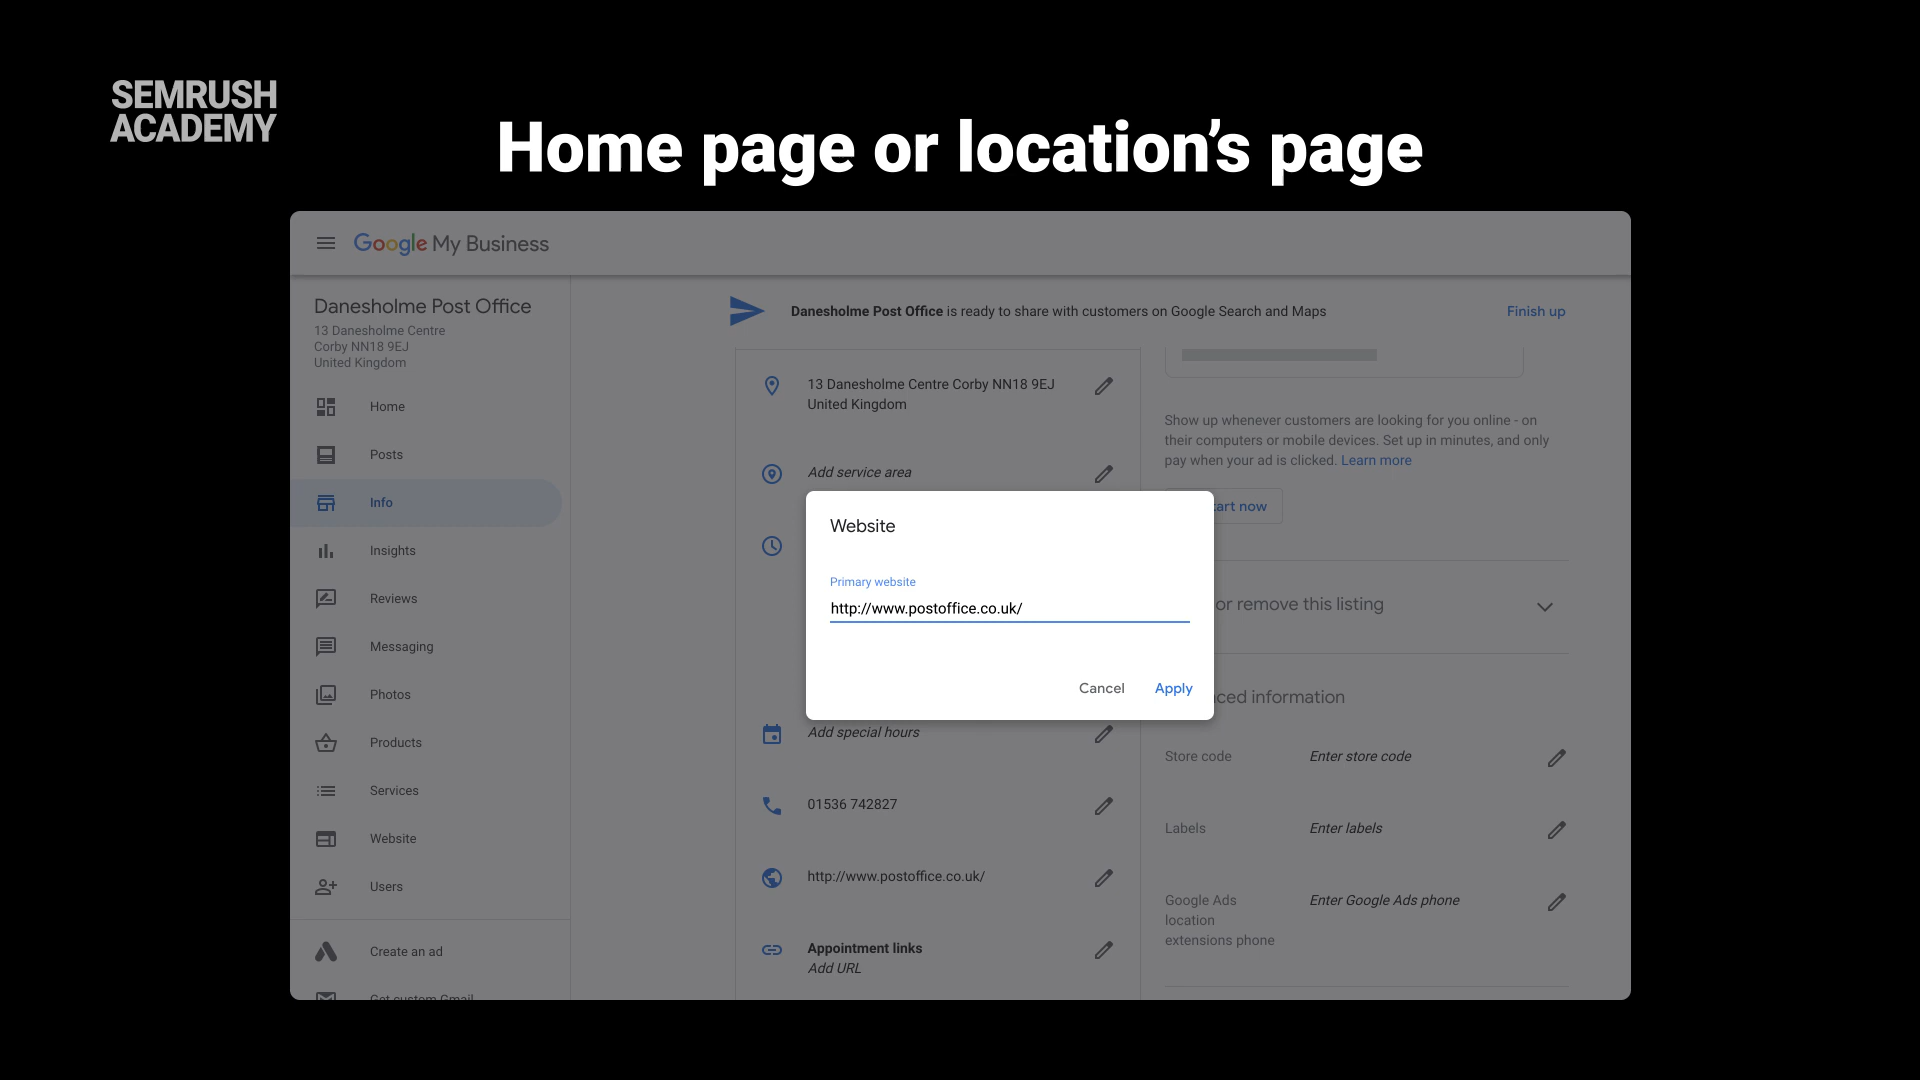 SEMRUSH
ACADEMY
Home page or location’s page
Google My Business
Danesholme Post Office
13 Danesholme Centre
Corby NN18 9EJ
United Kingdom
Home
Posts
Info
Insights
Reviews
Messaging
Photos
Products
Services
Website
Users
Create an ad
Get custom Gmail
Danesholme Post Office is ready to share with customers on Google Search and Maps
Finish up
13 Danesholme Centre Corby NN18 9EJ
United Kingdom
Add service area
Website
Primary website
http://www.postoffice.co.uk/
Cancel
Apply
Add special hours
01536 742827
http://www.postoffice.co.uk/
Appointment links
Add URL
Show up whenever customers are looking for you online - on
their computers or mobile devices. Set up in minutes, and only
pay when your ad is clicked. Learn more
now
or remove this listing
information
Store code
Enter store code
Labels
Enter labels
Google Ads
location
extensions phone
Enter Google Ads phone